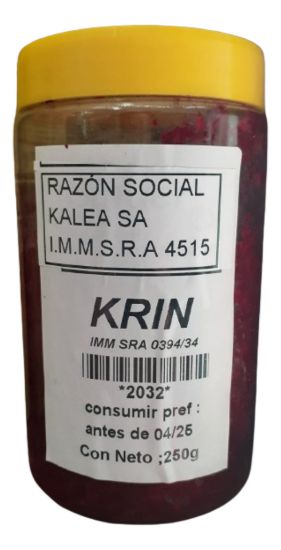 RAZÓN SOCIAL
KALEA SA
I.M.M.S.R.A 4515
KRIN
IMM SRA 0394/34
*2032*
consumir pref :
antes de 04/25
Con Neto ;250g